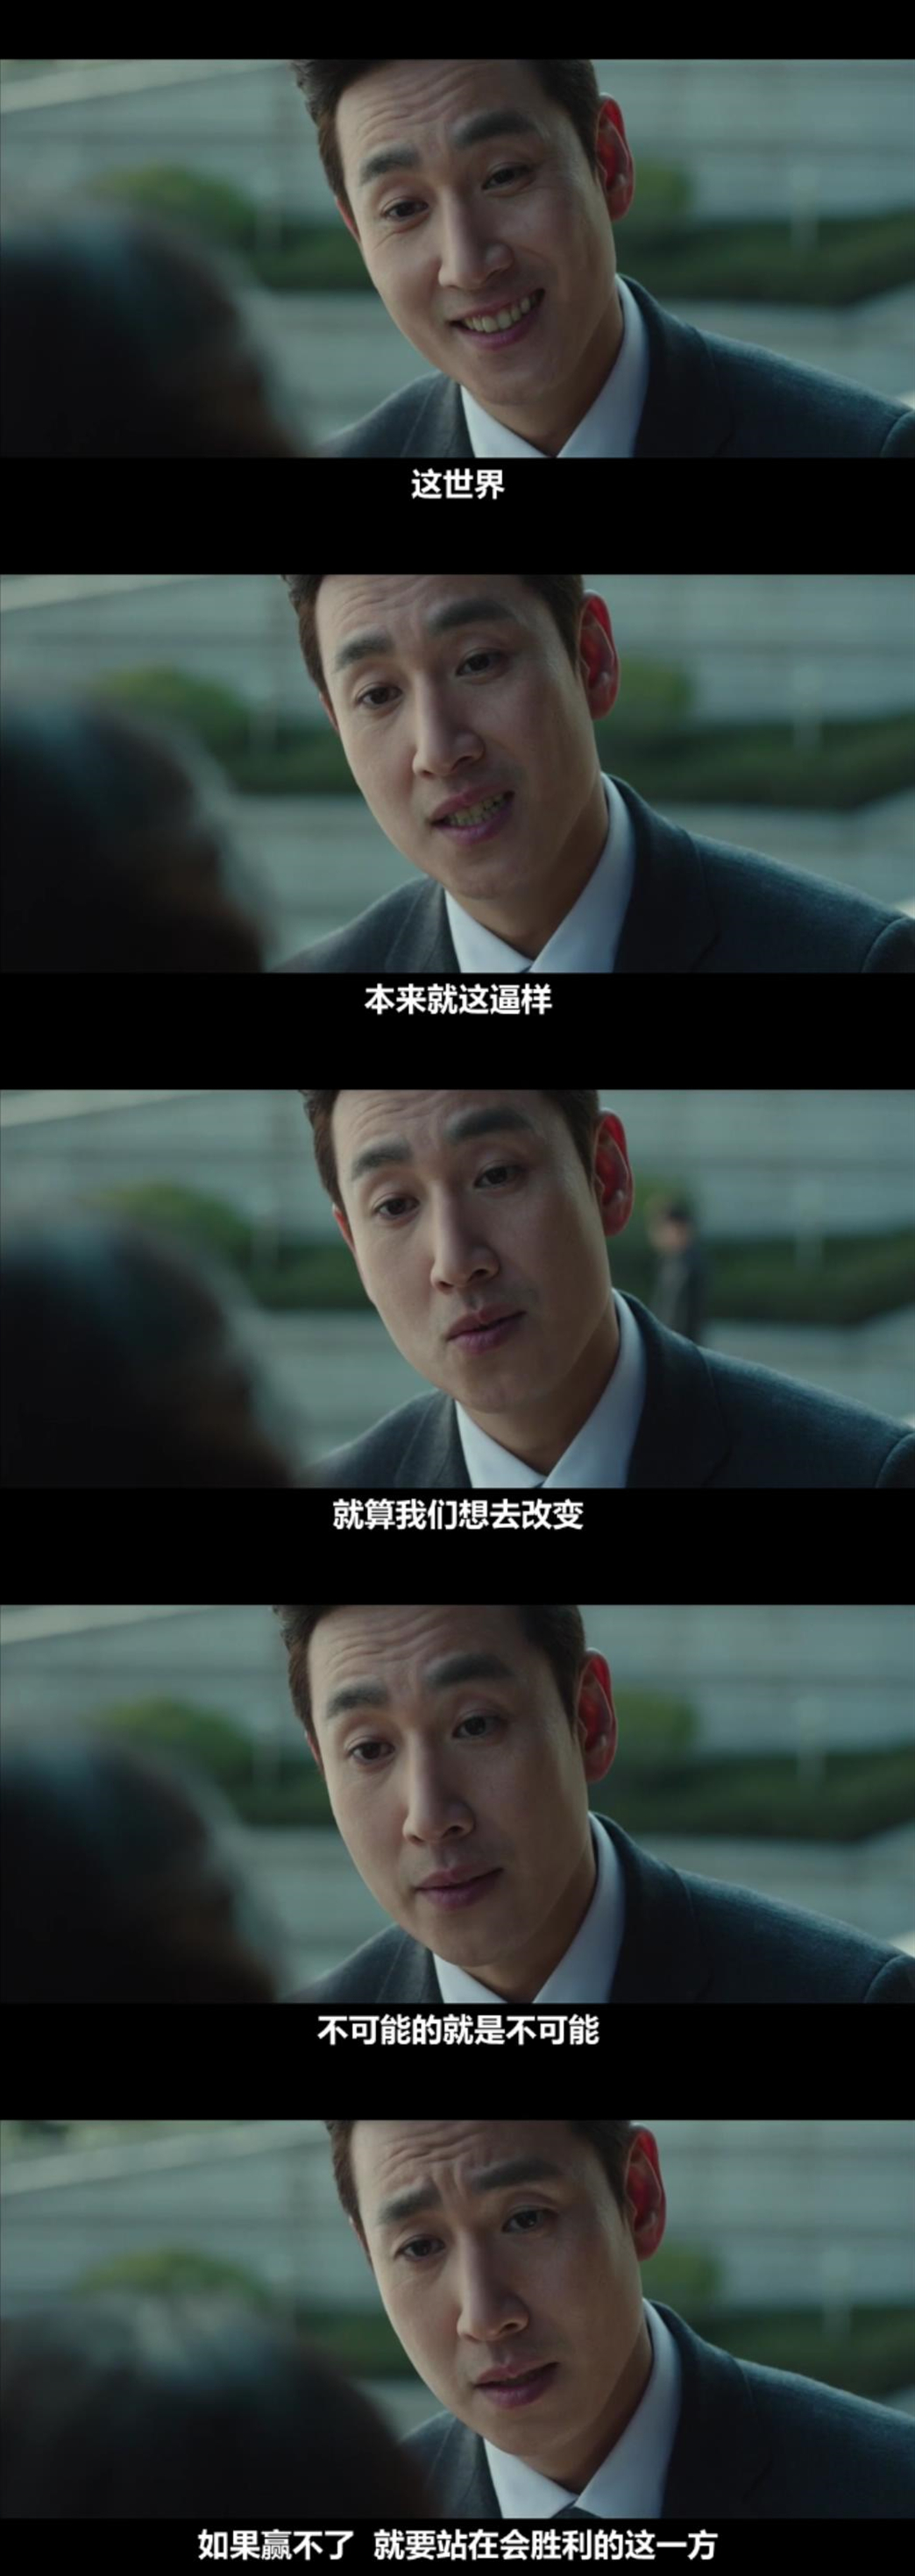 这世界
本来就这逼样
就算我们想去改变
不可能的就是不可能
如果赢不了 就要站在会胜利的这一方